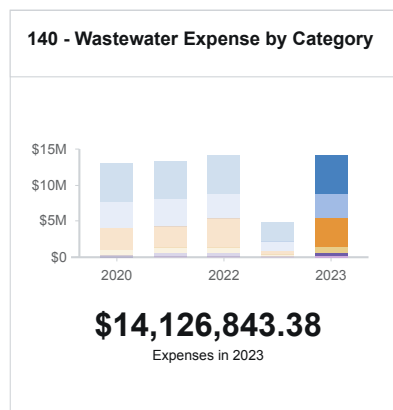 140 - Wastewater Expense by Category
$15M
$10M
$5M
$0
2020 2022 2023
$14,126,843.38
Expenses in 2023